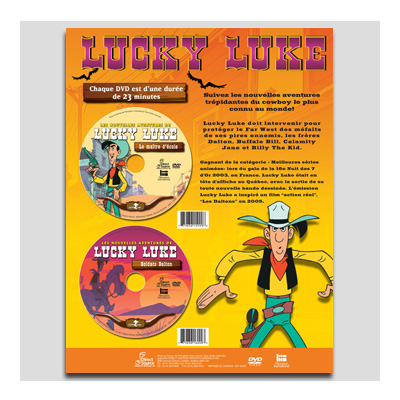 LUCKY LUKE
Chaque DVD est d'une durée
de 23 minutes
Suivez les nouvelles aventures
trépidantes du cowboy le plus
connu au monde!
LES NOUVELLES AVENTURES DE
LUCKY LUKE
Le maître d'école
Lucky Luke doit intervenir pour
protéger le Far West des méfaits
de ses pires ennemis, les frères
Dalton, Buffalo Bill, Calamity
Jane et Billy The Kid.
Gagnant de la catégorie « Meilleures séries
animées» lors du gala de la 10e Nuit des 7
d'Or 2003, en France. Lucky Luke était en
tête d'affiche au Québec, avec la sortie de sa
toute nouvelle bande dessinée. L'émission
Lucky Luke a inspiré un film "action réel",
"Les Daltons" en 2005.
LES NOUVELLES AVENTURES DE
LUCKY LUKE
Soldats Dalton
DVD